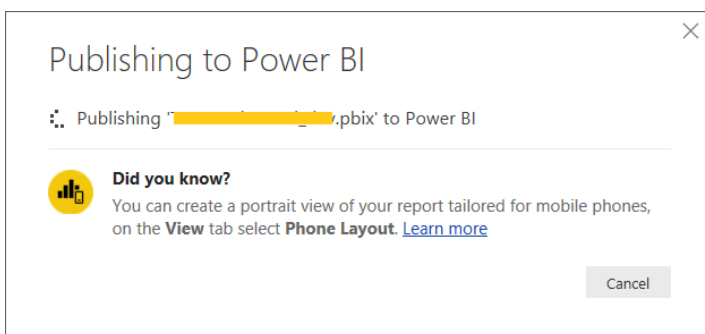 Publishing to Power BI
Publishing 'T .pbix' to Power BI
Did you know?
You can create a portrait view of your report tailored for mobile phones,
on the View tab select Phone Layout. Learn more
Cancel